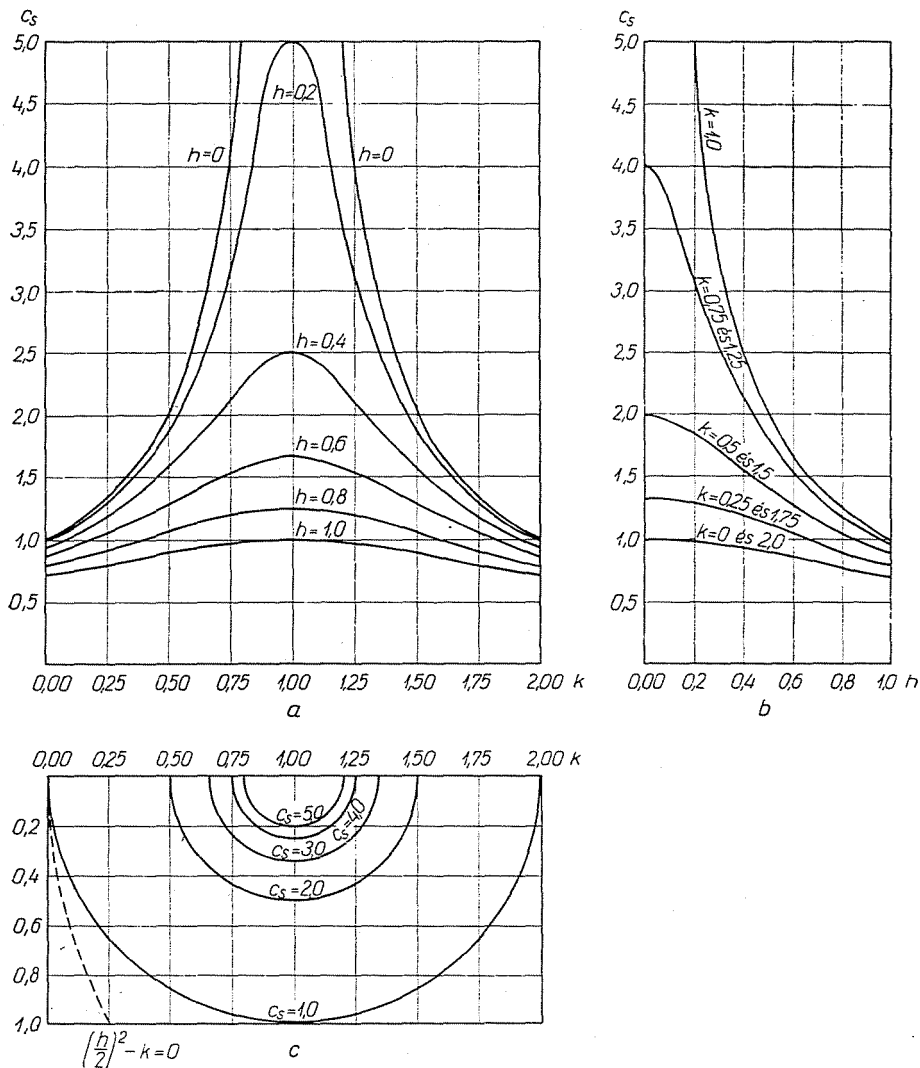 c_s
5,0
4,5
4,0
3,5
3,0
2,5
2,0
1,5
1,0
0,5
h=0
h=0,2
h=0
h=0,4
h=0,6
h=0,8
h=1,0
0,00 0,25 0,50 0,75 1,00 1,25 1,50 1,75 2,00 k
a
c_s
5,0
4,5
4,0
3,5
3,0
2,5
2,0
1,5
1,0
0,5
k=1,0
k=0,75 és 1,25
k=0,5 és 1,5
k=0,25 és 1,75
k=0 és 2,0
0,00 0,2 0,4 0,6 0,8 1,0 h
b
0,00 0,25 0,50 0,75 1,00 1,25 1,50 1,75 2,00 k
0,2
0,4
0,6
0,8
1,0
c_s=5,0
c_s=4,0
c_s=3,0
c_s=2,0
c_s=1,0
(h/2)²-k=0
c